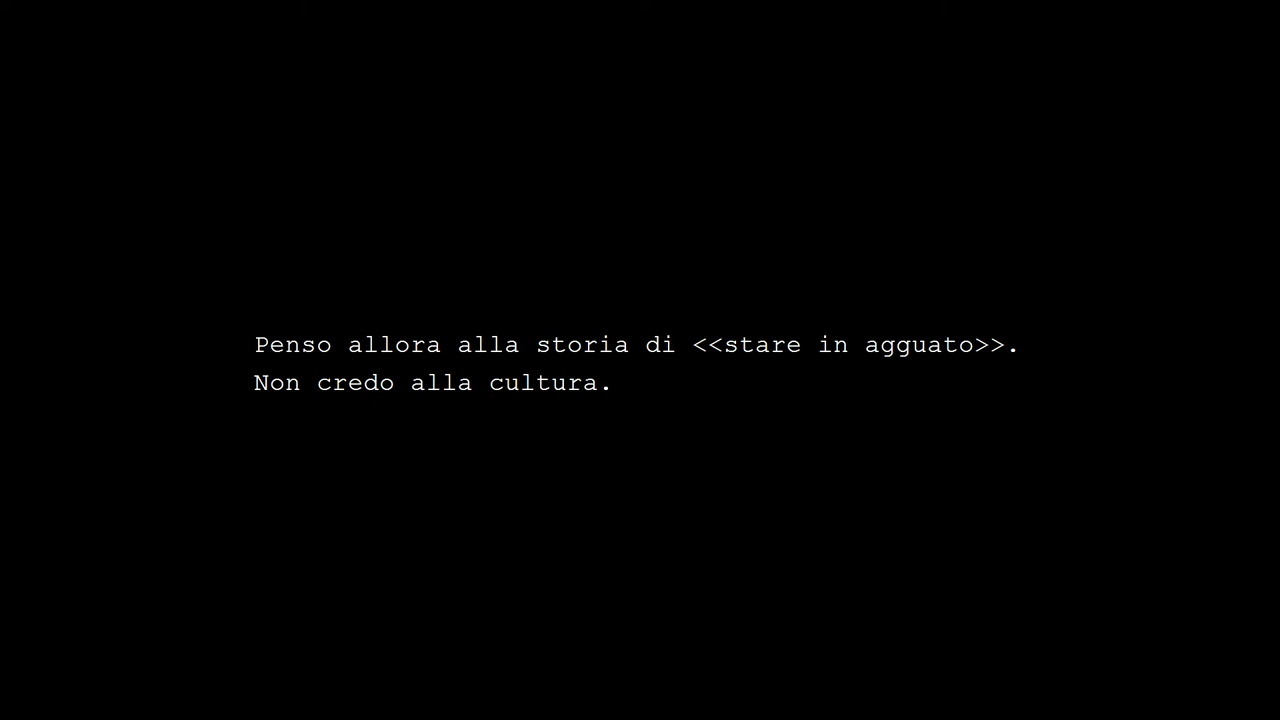 Penso allora alla storia di <<stare in agguato>>.
Non credo alla cultura.